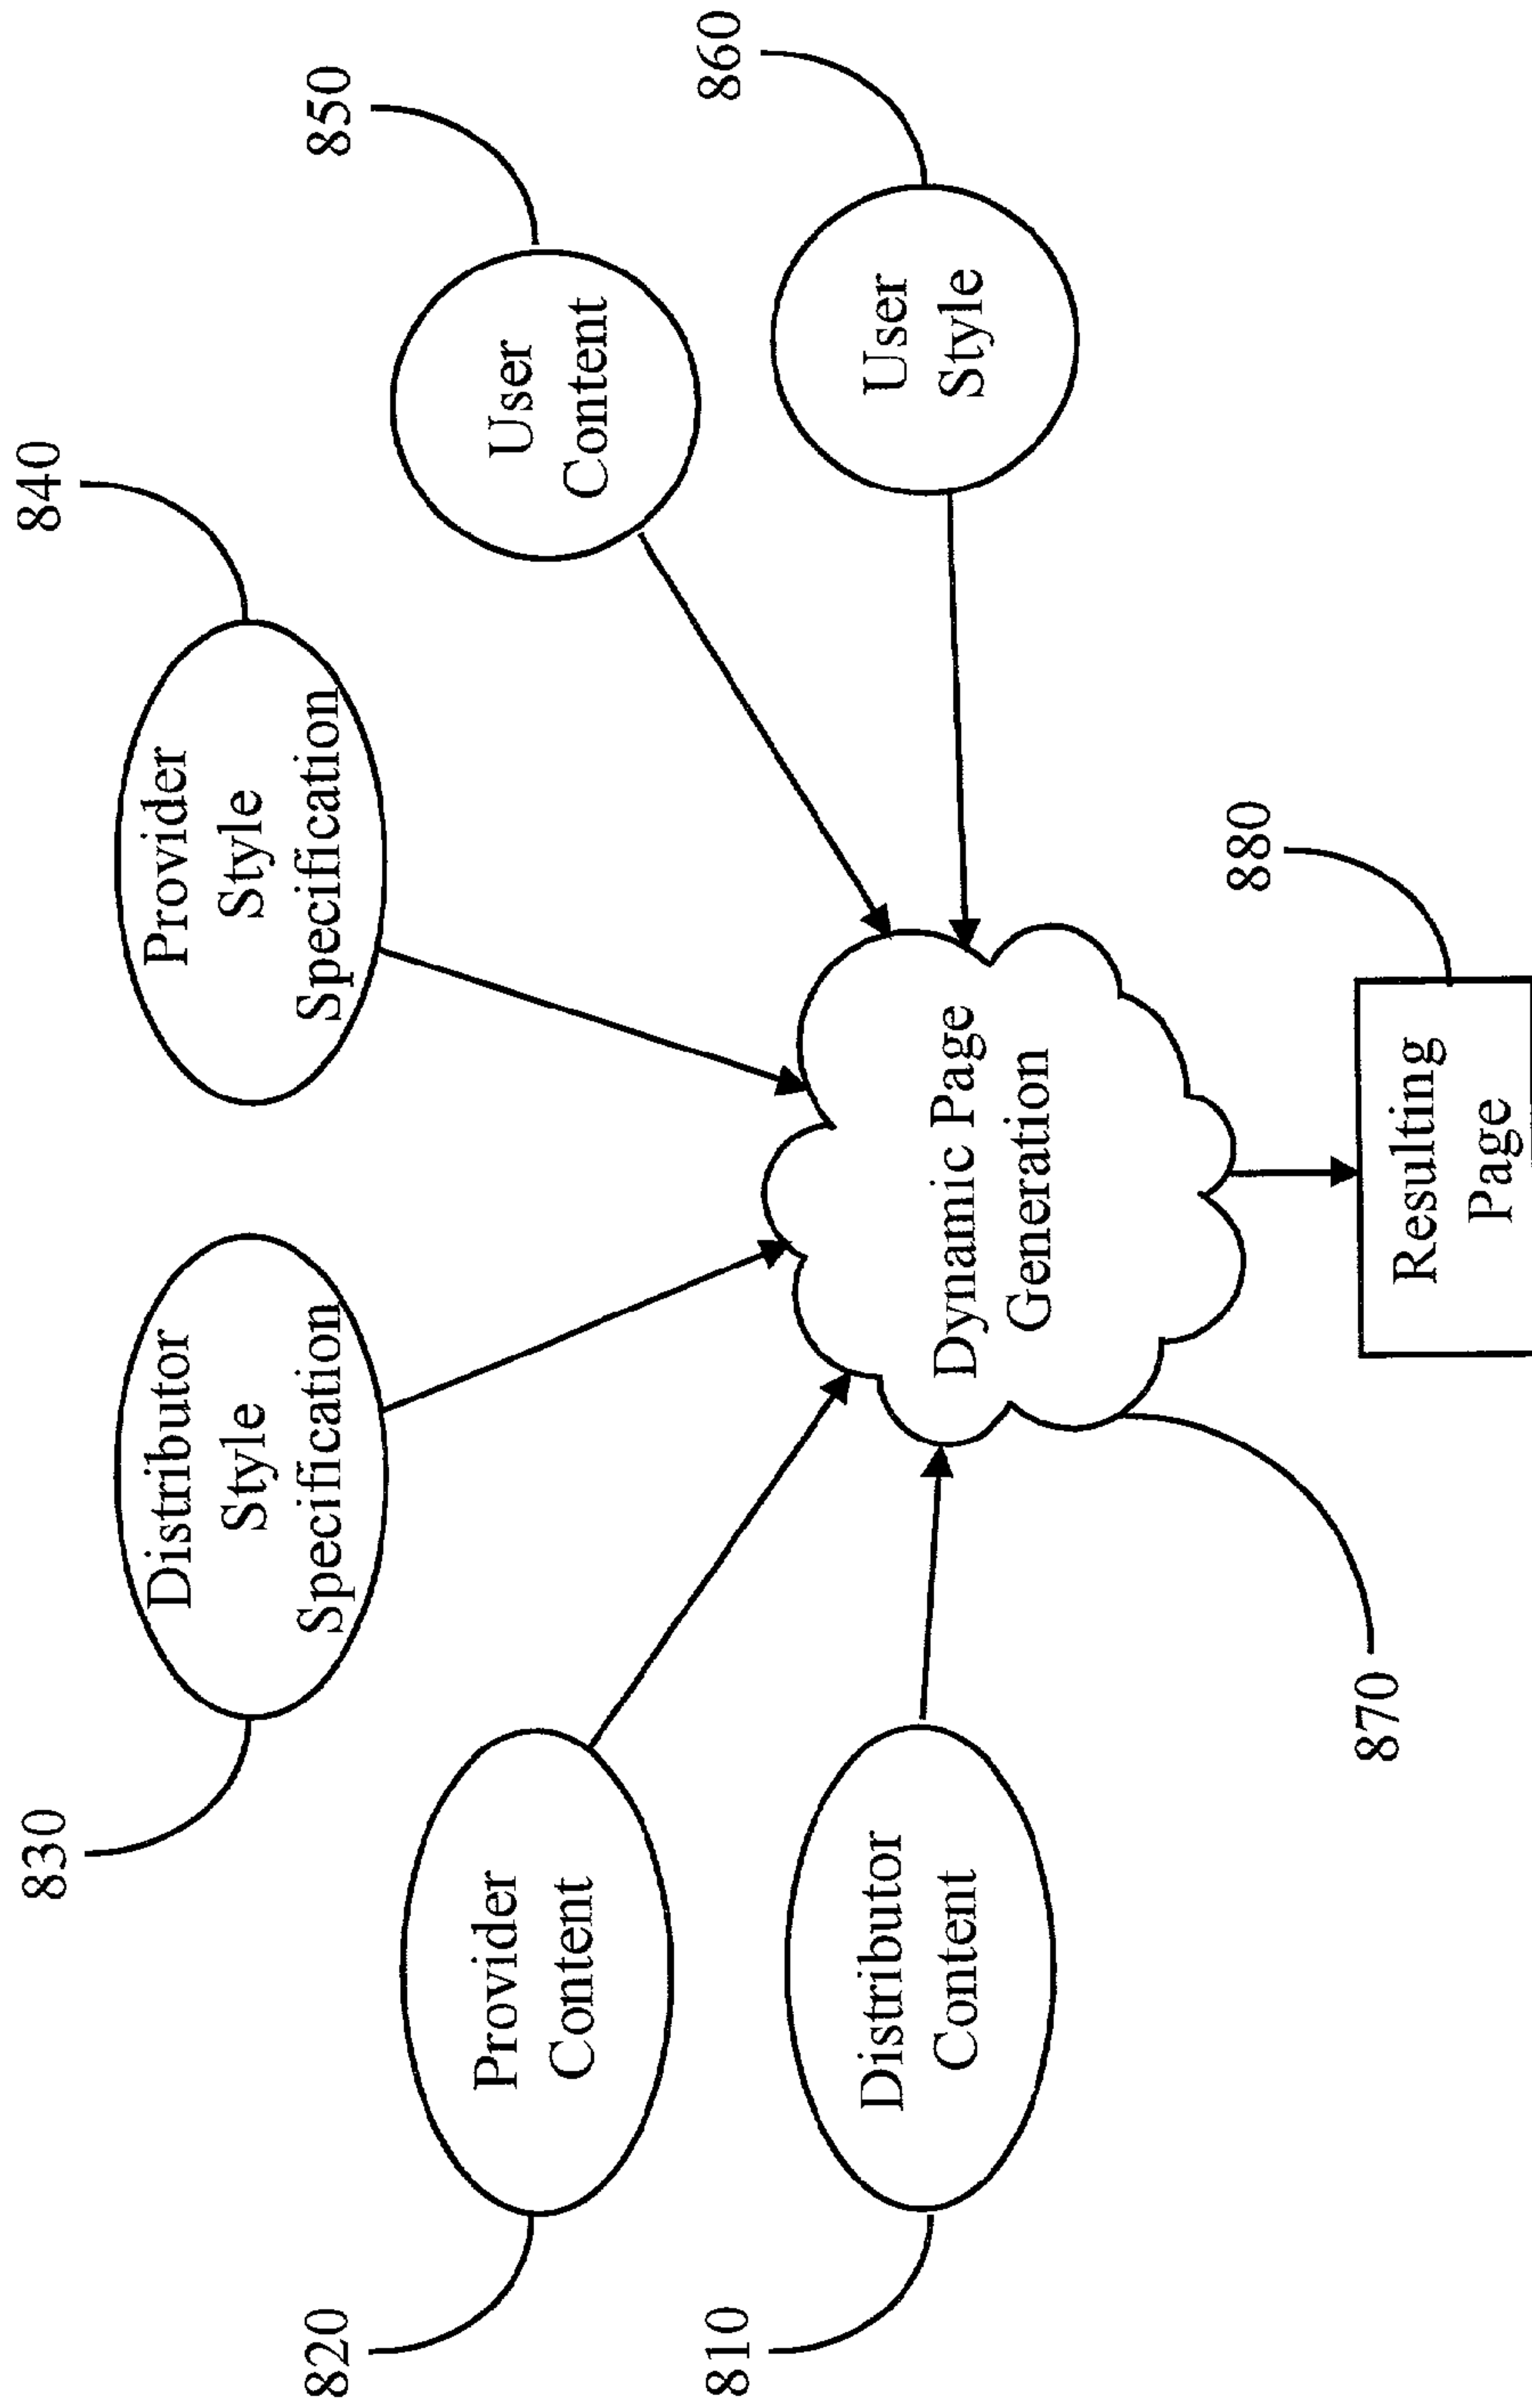 830
840
Distributor
Style
Specification
Provider
Style
Specification
820
850
Provider
Content
User
Content
810
860
Distributor
Content
User
Style
Dynamic Page
Generation
870
880
Resulting
Page